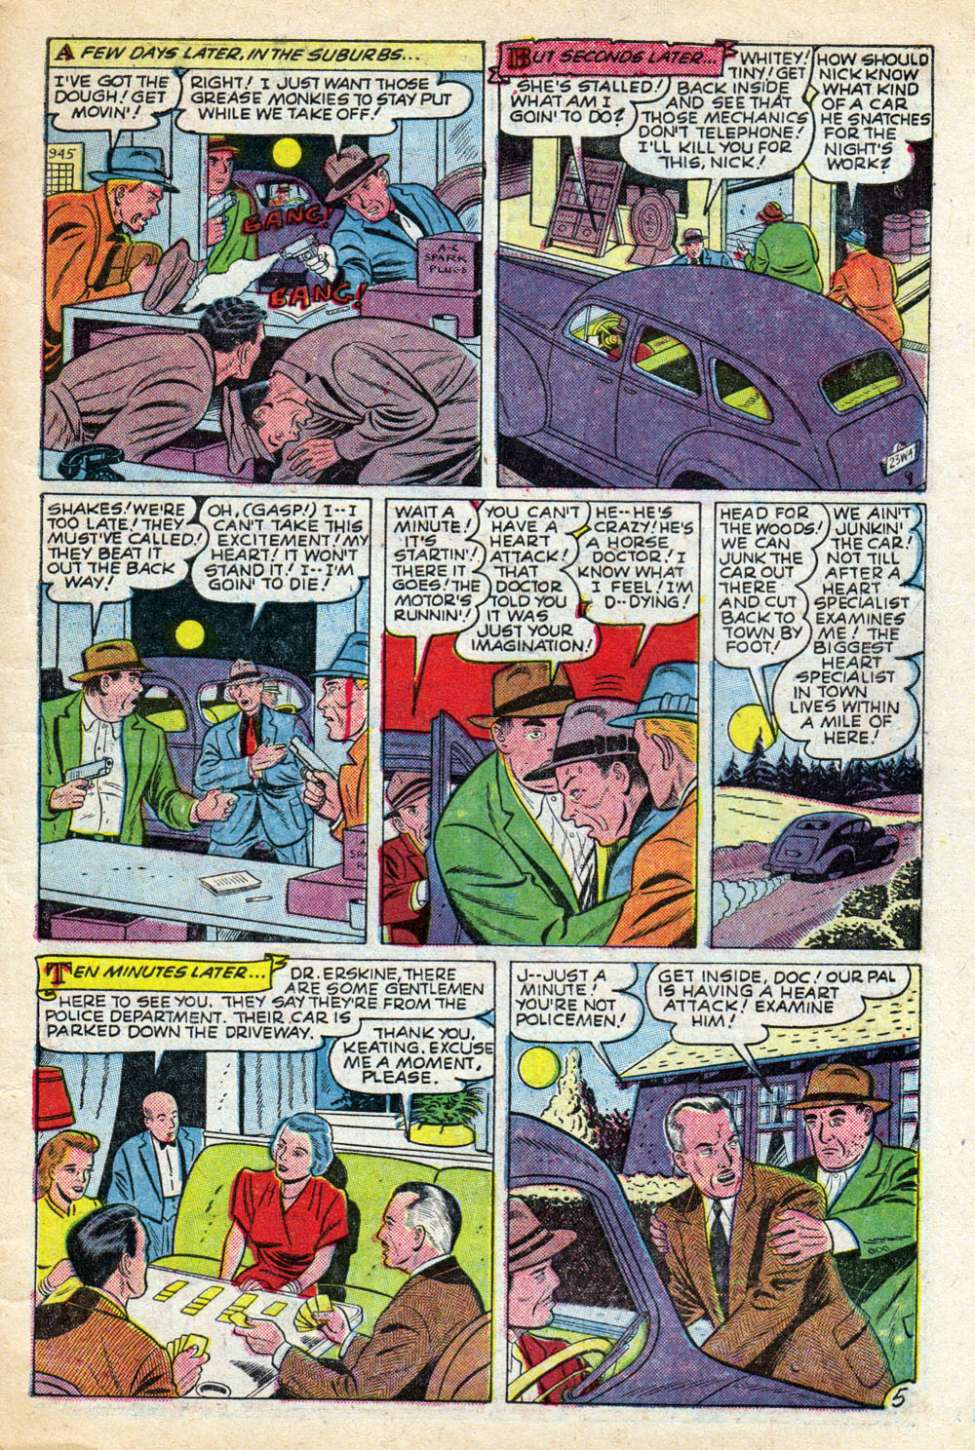 A FEW DAYS LATER, IN THE SUBURBS...
I'VE GOT THE
DOUGH! GET
MOVIN'!
RIGHT! I JUST WANT THOSE
GREASE MONKIES TO STAY PUT
WHILE WE TAKE OFF!
945
BANG!
BANG!
A-C
SPARK
PLUGS
BUT SECONDS LATER...
SHE'S STALLED!
WHAT AM I
GOIN' TO DO?
WHITEY!
TINY! GET
BACK INSIDE
AND SEE THAT
THOSE MECHANICS
DON'T TELEPHONE!
I'LL KILL YOU FOR
THIS, NICK!
HOW SHOULD
NICK KNOW
WHAT KIND
OF A CAR
HE SNATCHES
FOR THE
NIGHT'S
WORK?
SHAKES! WE'RE
TOO LATE! THEY
MUST'VE CALLED!
THEY BEAT IT
OUT THE BACK
WAY!
OH, (GASP!) I--I
CAN'T TAKE THIS
EXCITEMENT! MY
HEART! IT WON'T
STAND IT! I--I'M
GOIN' TO DIE!
WAIT A
MINUTE!
IT'S
STARTIN'!
THERE IT
GOES! THE
MOTOR'S
RUNNIN'!
YOU CAN'T
HAVE A
HEART
ATTACK!
THAT
DOCTOR
TOLD YOU
IT WAS
JUST YOUR
IMAGINATION!
HE--HE'S
CRAZY! HE'S
A HORSE
DOCTOR! I
KNOW WHAT
I FEEL! I'M
D--DYING!
HEAD FOR
THE WOODS!
WE CAN
JUNK THE
CAR OUT
THERE
AND CUT
BACK TO
TOWN BY
FOOT!
WE AIN'T
JUNKIN'
THE CAR!
NOT TILL
AFTER A
HEART
SPECIALIST
EXAMINES
ME! THE
BIGGEST
HEART
SPECIALIST
IN TOWN
LIVES WITHIN
A MILE OF
HERE!
TEN MINUTES LATER...
DR. ERSKINE, THERE
ARE SOME GENTLEMEN
HERE TO SEE YOU. THEY SAY THEY'RE FROM THE
POLICE DEPARTMENT. THEIR CAR IS
PARKED DOWN THE DRIVEWAY.
THANK YOU,
KEATING. EXCUSE
ME A MOMENT,
PLEASE.
J--JUST A
MINUTE!
YOU'RE NOT
POLICEMEN!
GET INSIDE, DOC! OUR PAL
IS HAVING A HEART
ATTACK! EXAMINE
HIM!
5